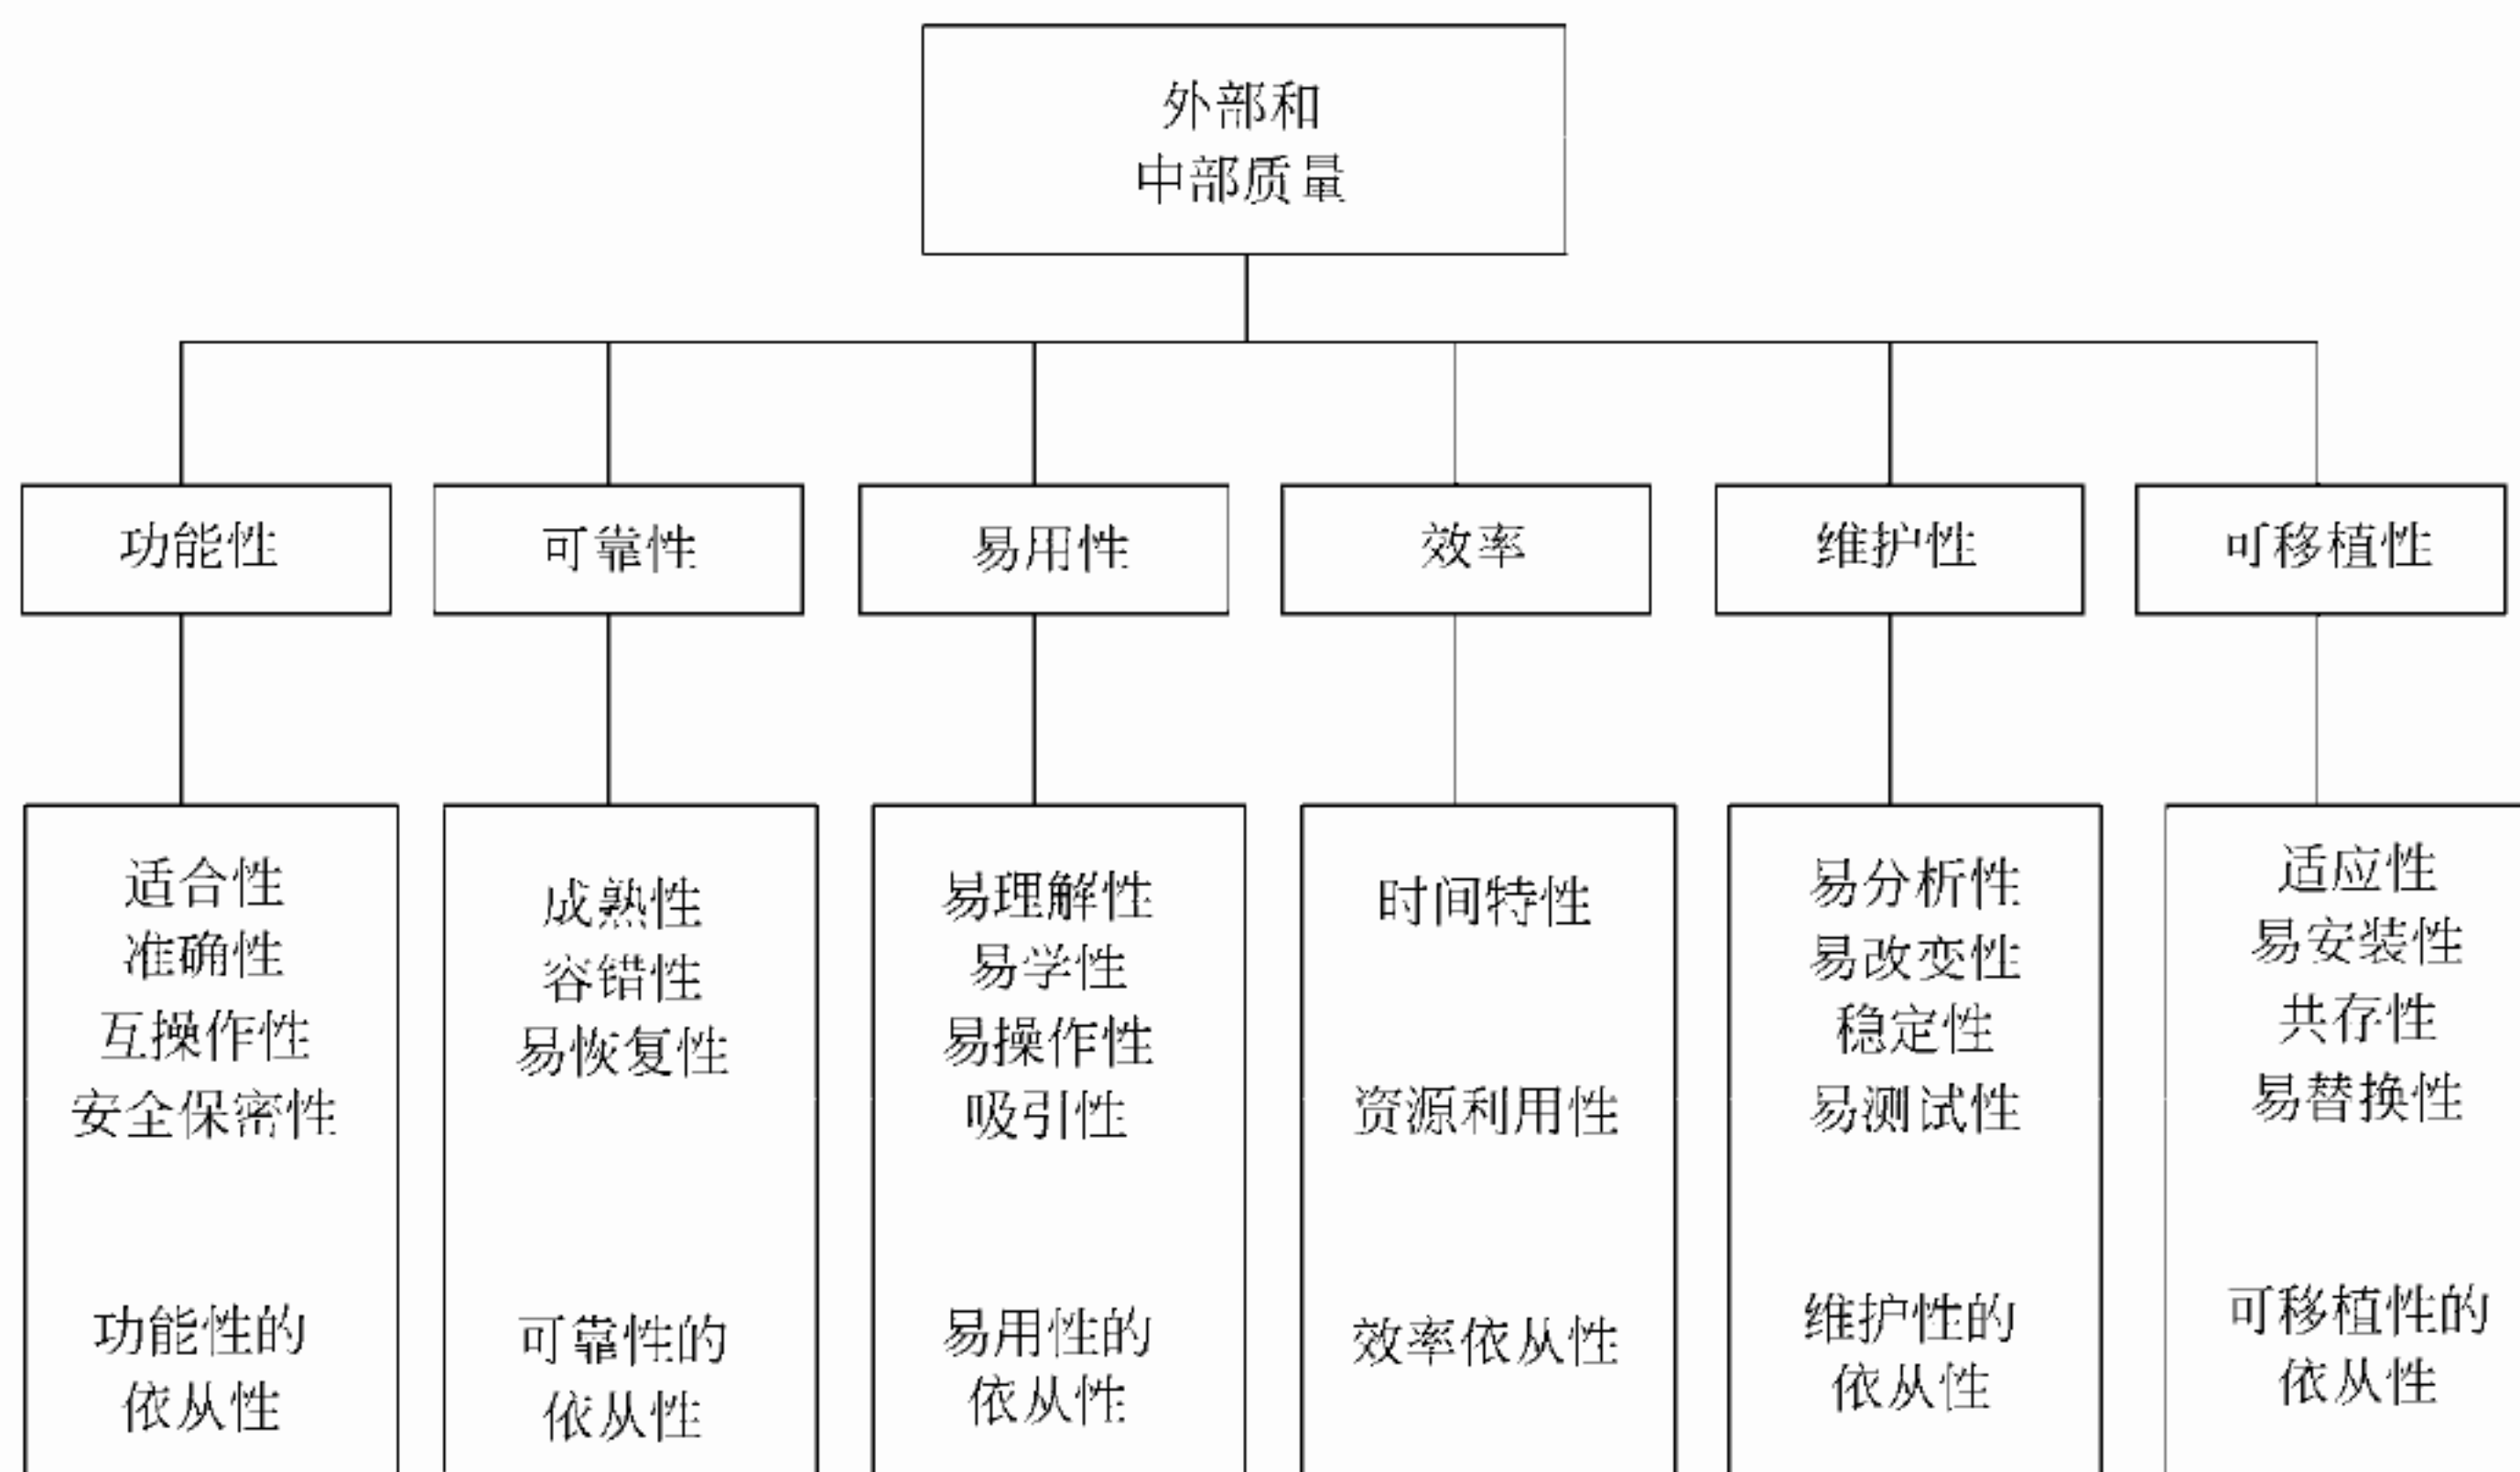 外部和
中部质量
功能性
可靠性
易用性
效率
维护性
可移植性
适合性
准确性
互操作性
安全保密性
功能性的
依从性
成熟性
容错性
易恢复性
可靠性的
依从性
易理解性
易学性
易操作性
吸引性
易用性的
依从性
时间特性
资源利用性
效率依从性
易分析性
易改变性
稳定性
易测试性
维护性的
依从性
适应性
易安装性
共存性
易替换性
可移植性的
依从性